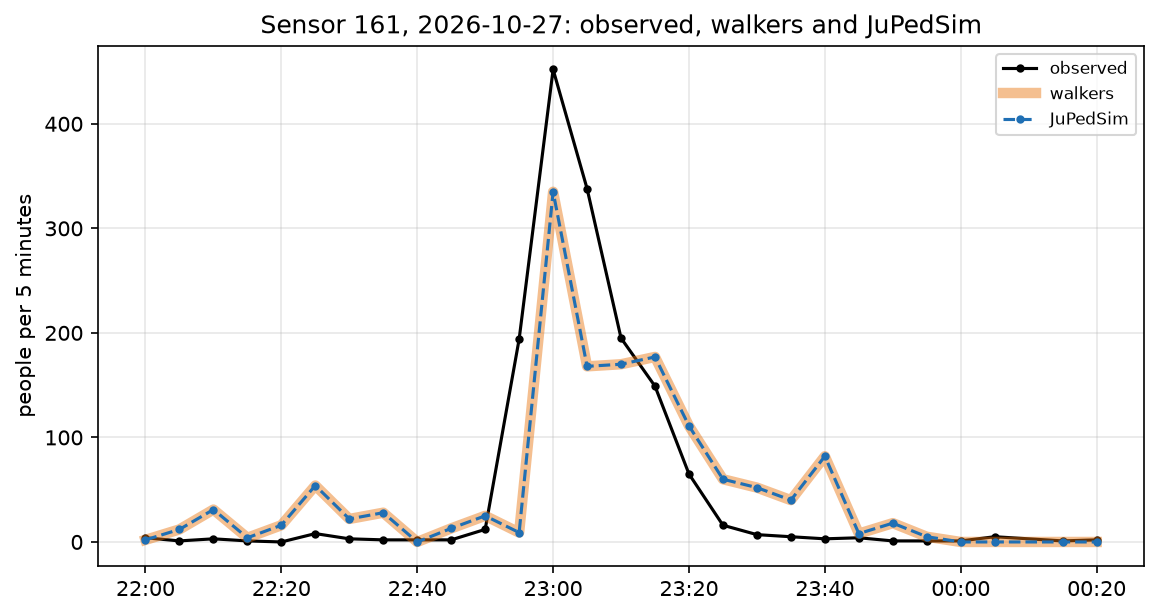 Sensor 161, 2026-10-27: observed, walkers and JuPedSim
observed
walkers
JuPedSim
people per 5 minutes
400
300
200
100
0
22:00 22:20 22:40 23:00 23:20 23:40 00:00 00:20